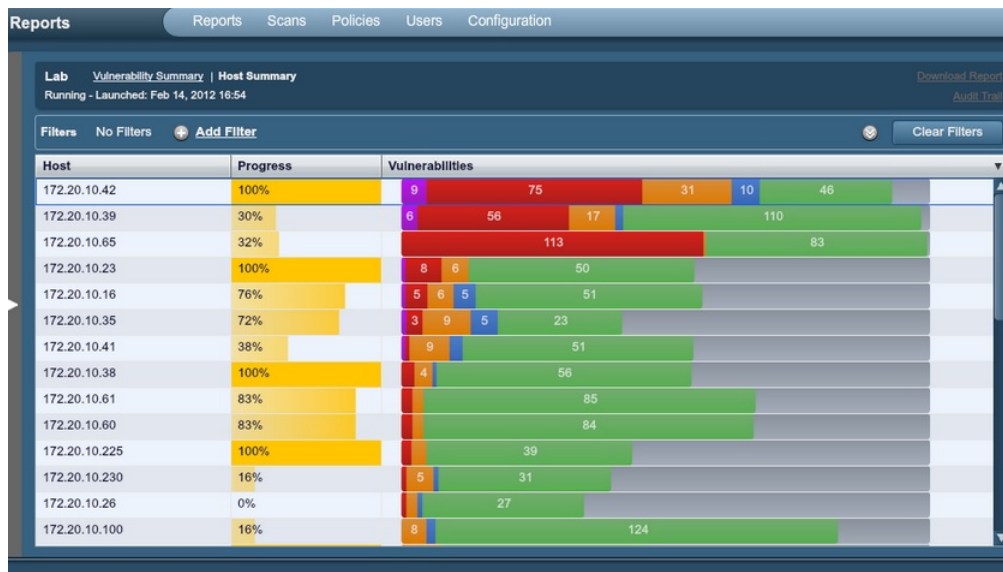 Reports Reports Scans Policies Users Configuration
Lab Vulnerability Summary | Host Summary Download Report
Running - Launched: Feb 14, 2012 16:54 Audit Trail
Filters No Filters Add Filter Clear Filters
Host Progress Vulnerabilities
172.20.10.42 100% 9 75 31 10 46
172.20.10.39 30% 6 56 17 110
172.20.10.65 32% 113 83
172.20.10.23 100% 8 6 50
172.20.10.16 76% 5 6 5 51
172.20.10.35 72% 3 9 5 23
172.20.10.41 38% 9 51
172.20.10.38 100% 4 56
172.20.10.61 83% 85
172.20.10.60 83% 84
172.20.10.225 100% 39
172.20.10.230 16% 5 31
172.20.10.26 0% 27
172.20.10.100 16% 8 124